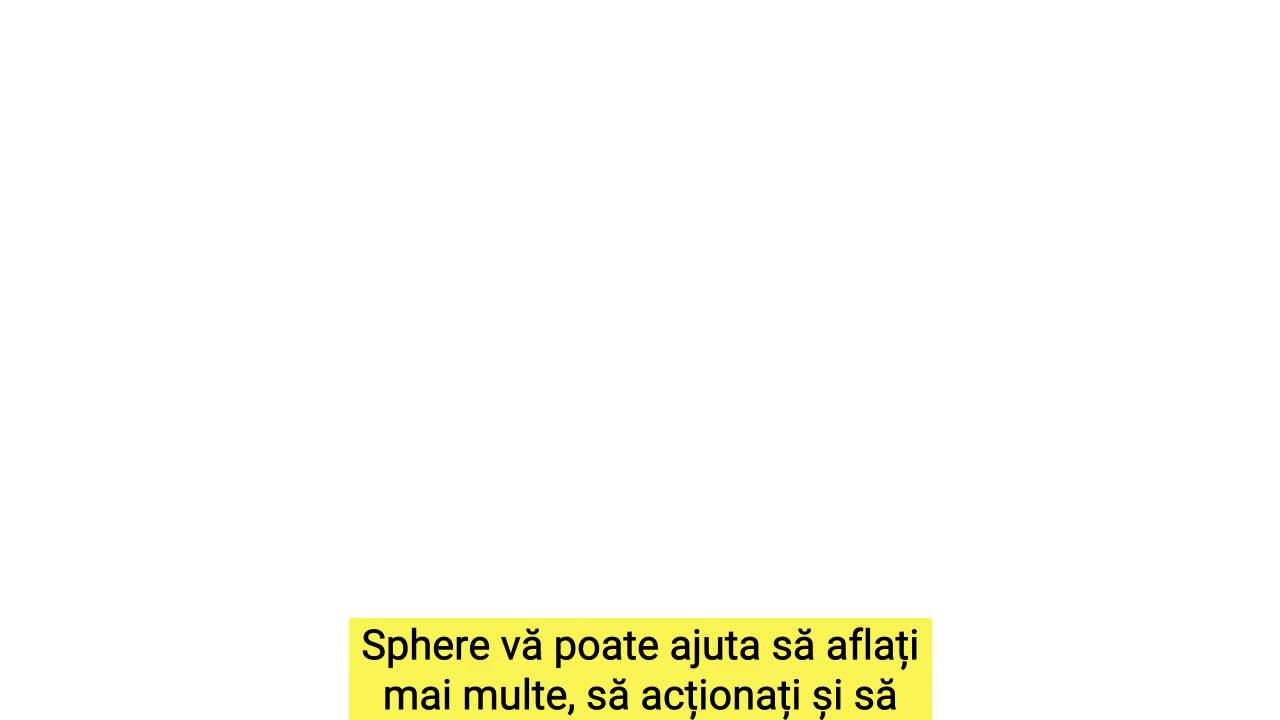 Sphere vă poate ajuta să aflați
mai multe, să acționați și să